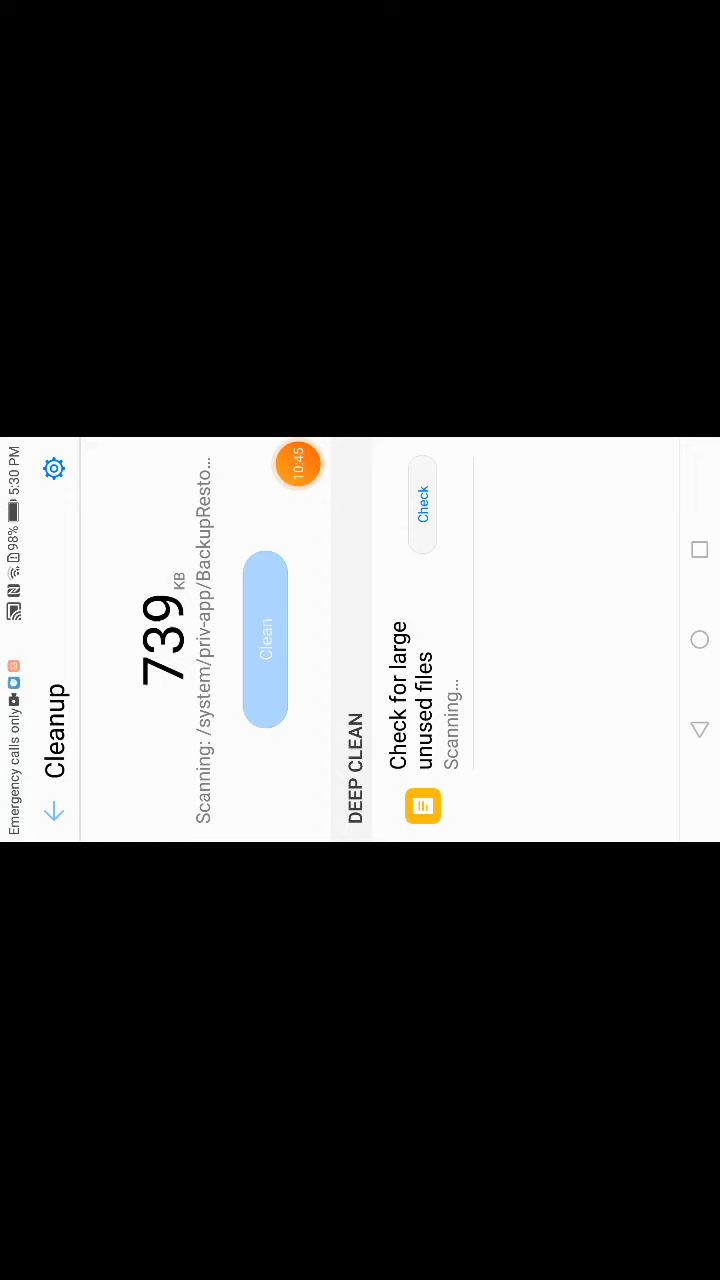 Emergency calls only 98% 5:30 PM
Cleanup
739 KB
Scanning: /system/priv-app/BackupResto...
10:45
Clean
DEEP CLEAN
Check for large
unused files
Scanning...
Check